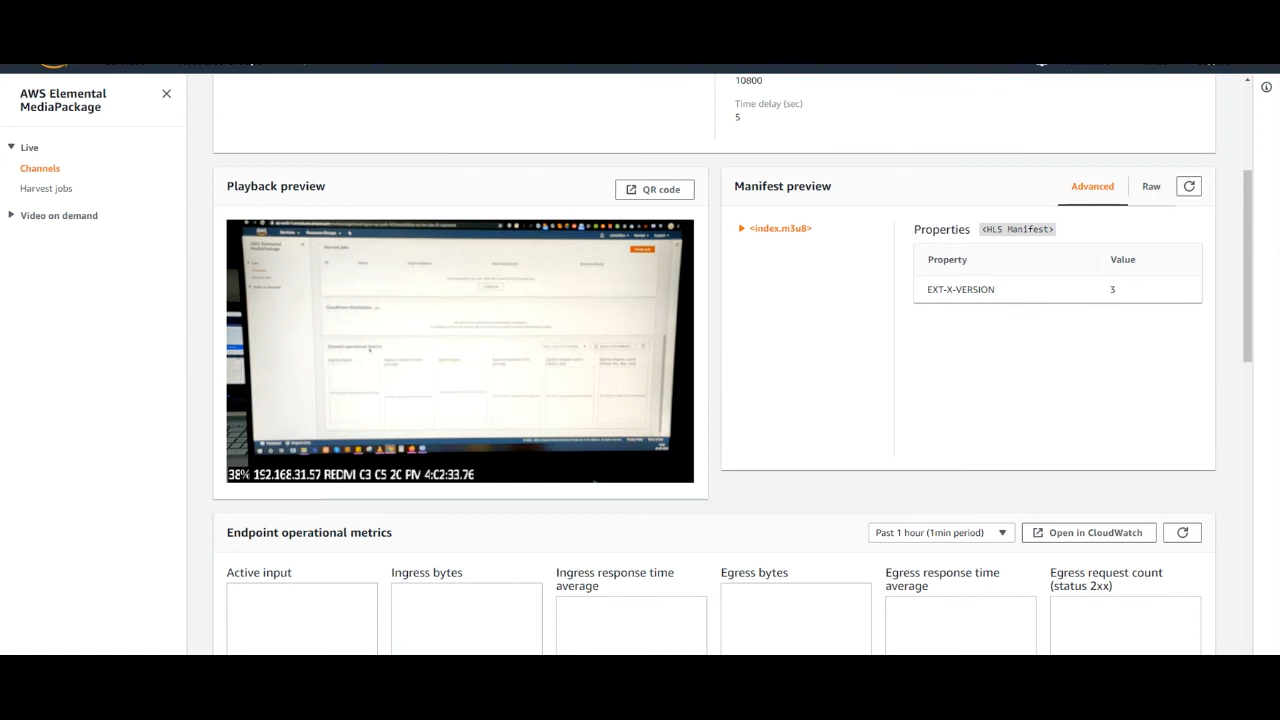 AWS Elemental
MediaPackage
Live
Channels
Harvest jobs
Video on demand
10800
Time delay (sec)
5
Playback preview
QR code
Harvest jobs
38% 192.168.31.57 REDMI C3 C5 2C PM 4:C2:33.76
Manifest preview
Advanced
Raw
<index.m3u8>
Properties <HLS Manifest>
Property Value
EXT-X-VERSION 3
Endpoint operational metrics
Past 1 hour (1min period)
Open in CloudWatch
Active input
Ingress bytes
Ingress response time
average
Egress bytes
Egress response time
average
Egress request count
(status 2xx)